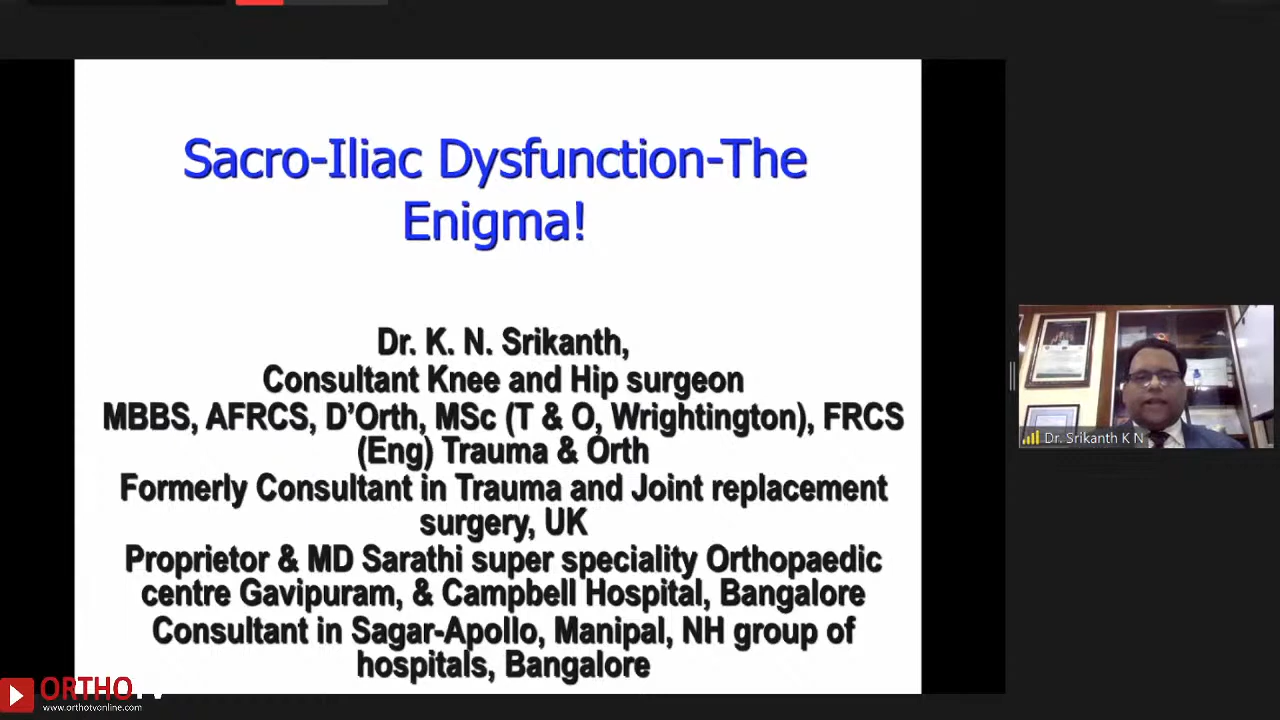 Sacro-Iliac Dysfunction-The
Enigma!
Dr. K. N. Srikanth,
Consultant Knee and Hip surgeon
MBBS, AFRCS, D’Orth, MSc (T & O, Wrightington), FRCS
(Eng) Trauma & Orth
Formerly Consultant in Trauma and Joint replacement
surgery, UK
Proprietor & MD Sarathi super speciality Orthopaedic
centre Gavipuram, & Campbell Hospital, Bangalore
Consultant in Sagar-Apollo, Manipal, NH group of
hospitals, Bangalore
Dr. Srikanth K N
ORTHOTV
www.orthotvonline.com